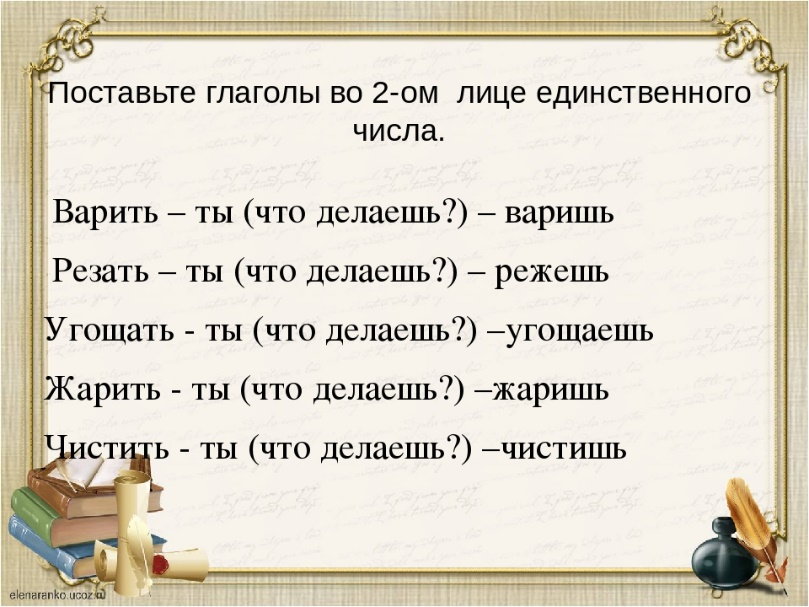 Поставьте глаголы во 2-ом  лице единственного
числа.
Варить – ты (что делаешь?) – варишь
Резать – ты (что делаешь?) – режешь
Угощать - ты (что делаешь?) –угощаешь
Жарить - ты (что делаешь?) –жаришь
Чистить - ты (что делаешь?) –чистишь
elenaranko.ucoz.ru